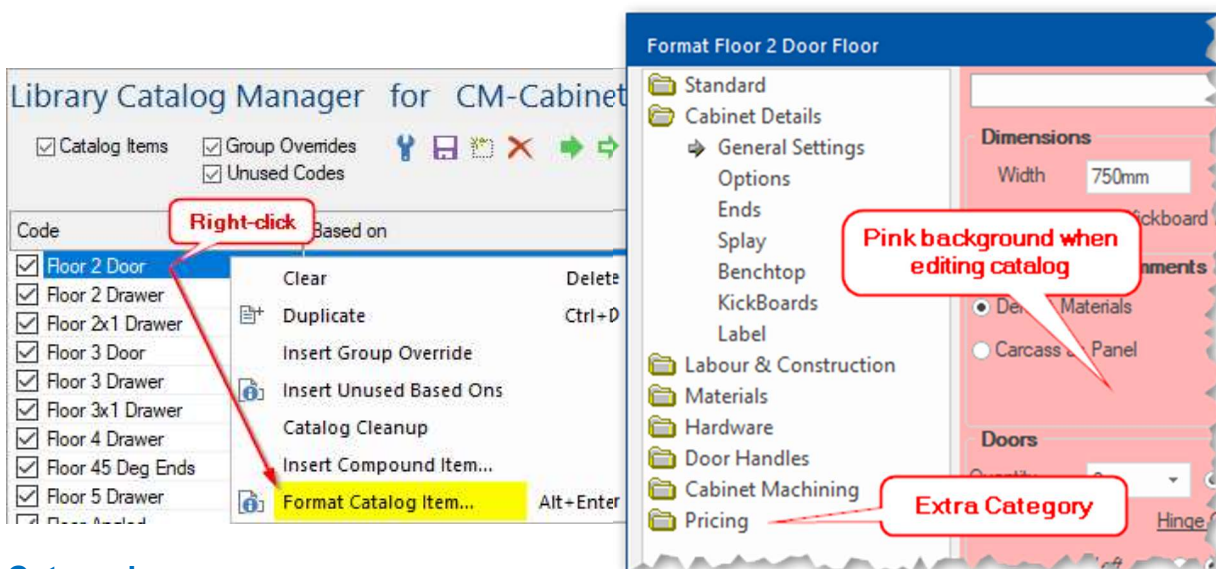 Library Catalog Manager for CM-Cabinet
Catalog Items
Group Overrides
Unused Codes
Code
Based on
Right-click
Floor 2 Door
Floor 2 Drawer
Floor 2x1 Drawer
Floor 3 Door
Floor 3 Drawer
Floor 3x1 Drawer
Floor 4 Drawer
Floor 45 Deg Ends
Floor 5 Drawer
Floor Angled
Clear Delete
Duplicate Ctrl+D
Insert Group Override
Insert Unused Based Ons
Catalog Cleanup
Insert Compound Item...
Format Catalog Item... Alt+Enter
Format Floor 2 Door Floor
Standard
Cabinet Details
General Settings
Options
Ends
Splay
Benchtop
KickBoards
Label
Labour & Construction
Materials
Hardware
Door Handles
Cabinet Machining
Pricing
Dimensions
Width 750mm
Pink background when
editing catalog
Materials
Carcass as Panel
Doors
Extra Category
Hinge